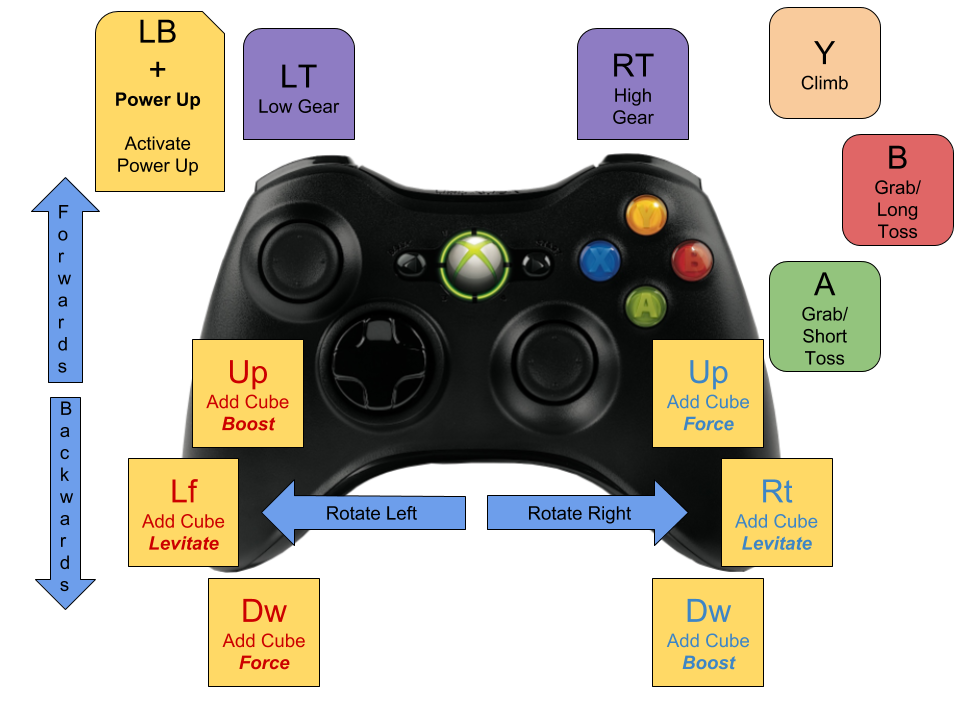 LB
+
Power Up
Activate
Power Up
LT
Low Gear
RT
High
Gear
Y
Climb
B
Grab/
Long
Toss
A
Grab/
Short
Toss
Forwards
Backwards
Y
X
B
A
Up
Add Cube
Boost
Up
Add Cube
Force
Lf
Add Cube
Levitate
Rotate Left
Rotate Right
Rt
Add Cube
Levitate
Dw
Add Cube
Force
Dw
Add Cube
Boost